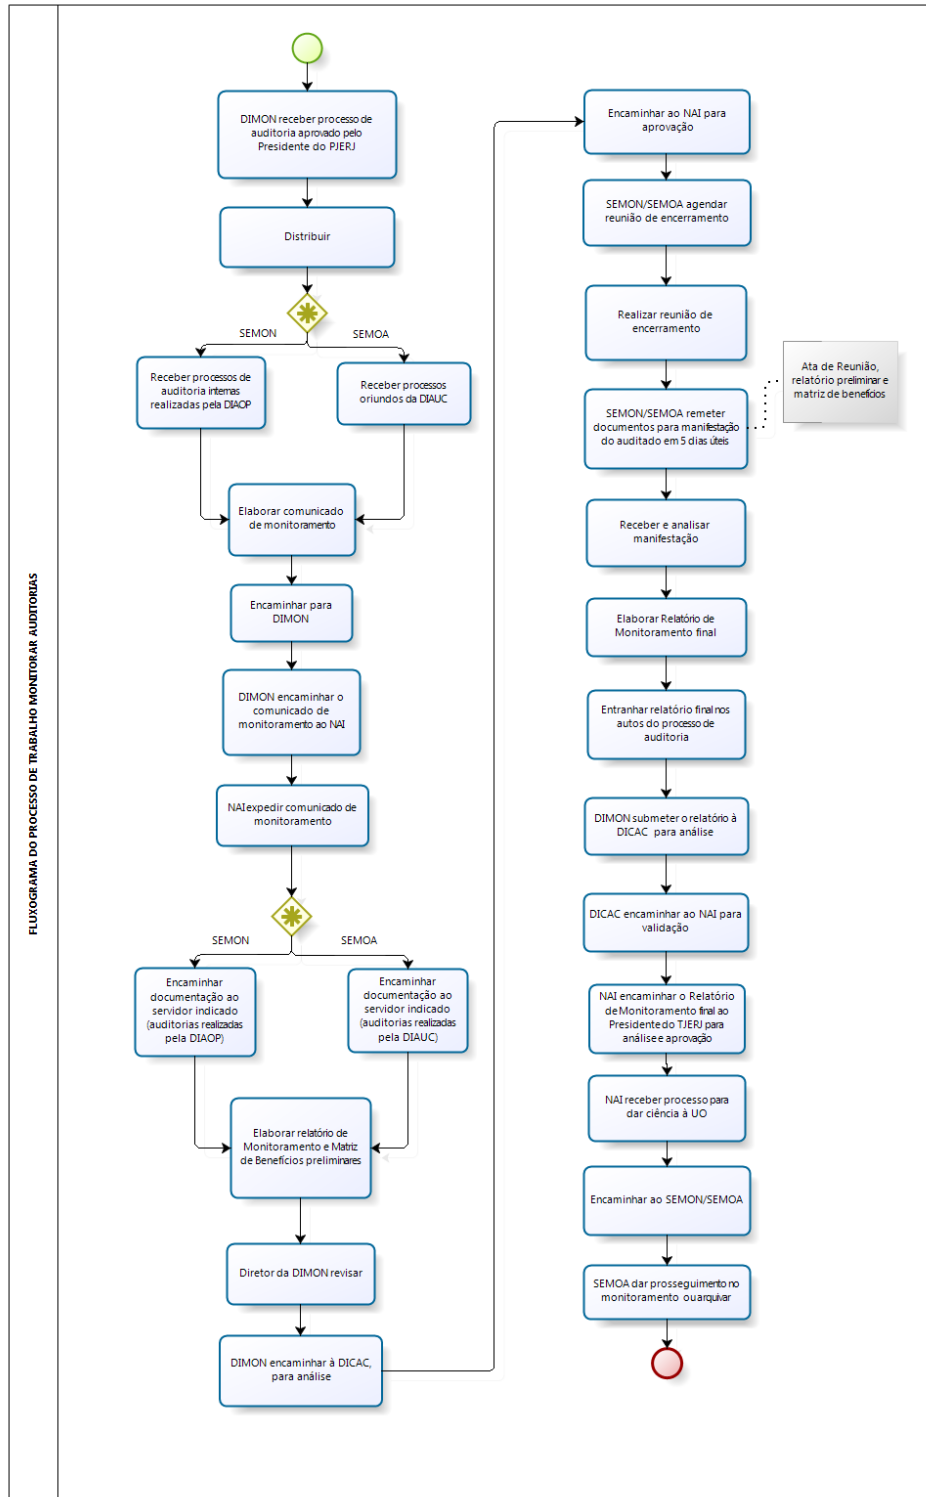 FLUXOGRAMA DO PROCESSO DE TRABALHO MONITORAR AUDITORIAS
DIMON receber processo de
auditoria aprovado pelo
Presidente do PJERJ
Distribuir
SEMON
SEMOA
Receber processos de
auditoria internas
realizadas pela DIAOP
Receber processos
oriundos da DIAUC
Elaborar comunicado
de monitoramento
Encaminhar para
DIMON
DIMON encaminhar o
comunicado de
monitoramento ao NAI
NAI expedir comunicado de
monitoramento
SEMON
SEMOA
Encaminhar
documentação ao
servidor indicado
(auditorias realizadas
pela DIAOP)
Encaminhar
documentação ao
servidor indicado
(auditorias realizadas
pela DIAUC)
Elaborar relatório de
Monitoramento e Matriz
de Benefícios preliminares
Diretor da DIMON revisar
DIMON encaminhar à DICAC,
para análise
Encaminhar ao NAI para
aprovação
SEMON/SEMOA agendar
reunião de encerramento
Realizar reunião de
encerramento
SEMON/SEMOA remeter
documentos para manifestação
do auditado em 5 dias úteis
Ata de Reunião,
relatório preliminar e
matriz de benefícios
Receber e analisar
manifestação
Elaborar Relatório de
Monitoramento final
Entranhar relatório final nos
autos do processo de
auditoria
DIMON submeter o relatório à
DICAC para análise
DICAC encaminhar ao NAI para
validação
NAI encaminhar o Relatório
de Monitoramento final ao
Presidente do TJERJ para
análise e aprovação
NAI receber processo para
dar ciência à UO
Encaminhar ao SEMON/SEMOA
SEMOA dar prosseguimento no
monitoramento ou arquivar